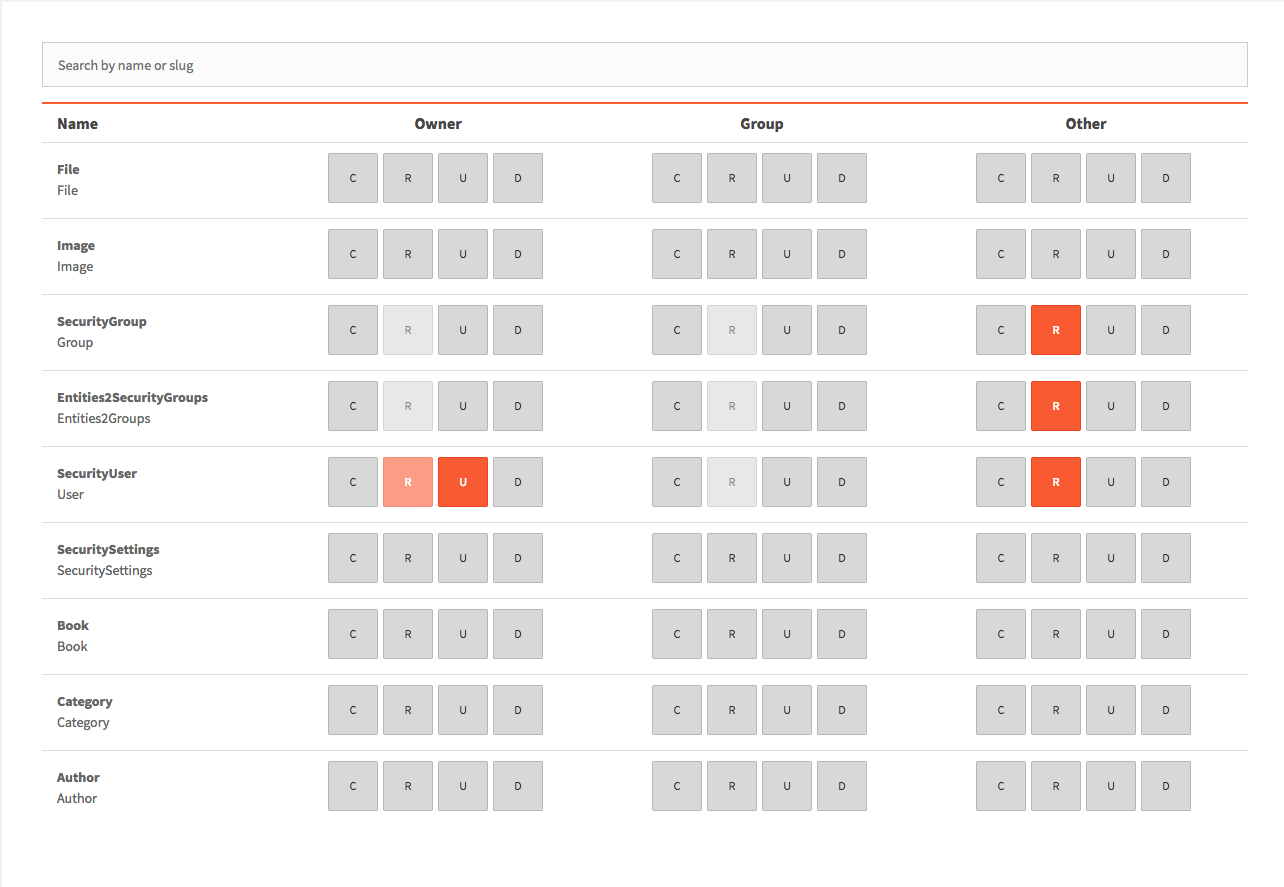 Search by name or slug
Name Owner Group Other
File
File
C R U D C R U D C R U D
Image
Image
C R U D C R U D C R U D
SecurityGroup
Group
C R U D C R U D C R U D
Entities2SecurityGroups
Entities2Groups
C R U D C R U D C R U D
SecurityUser
User
C R U D C R U D C R U D
SecuritySettings
SecuritySettings
C R U D C R U D C R U D
Book
Book
C R U D C R U D C R U D
Category
Category
C R U D C R U D C R U D
Author
Author
C R U D C R U D C R U D